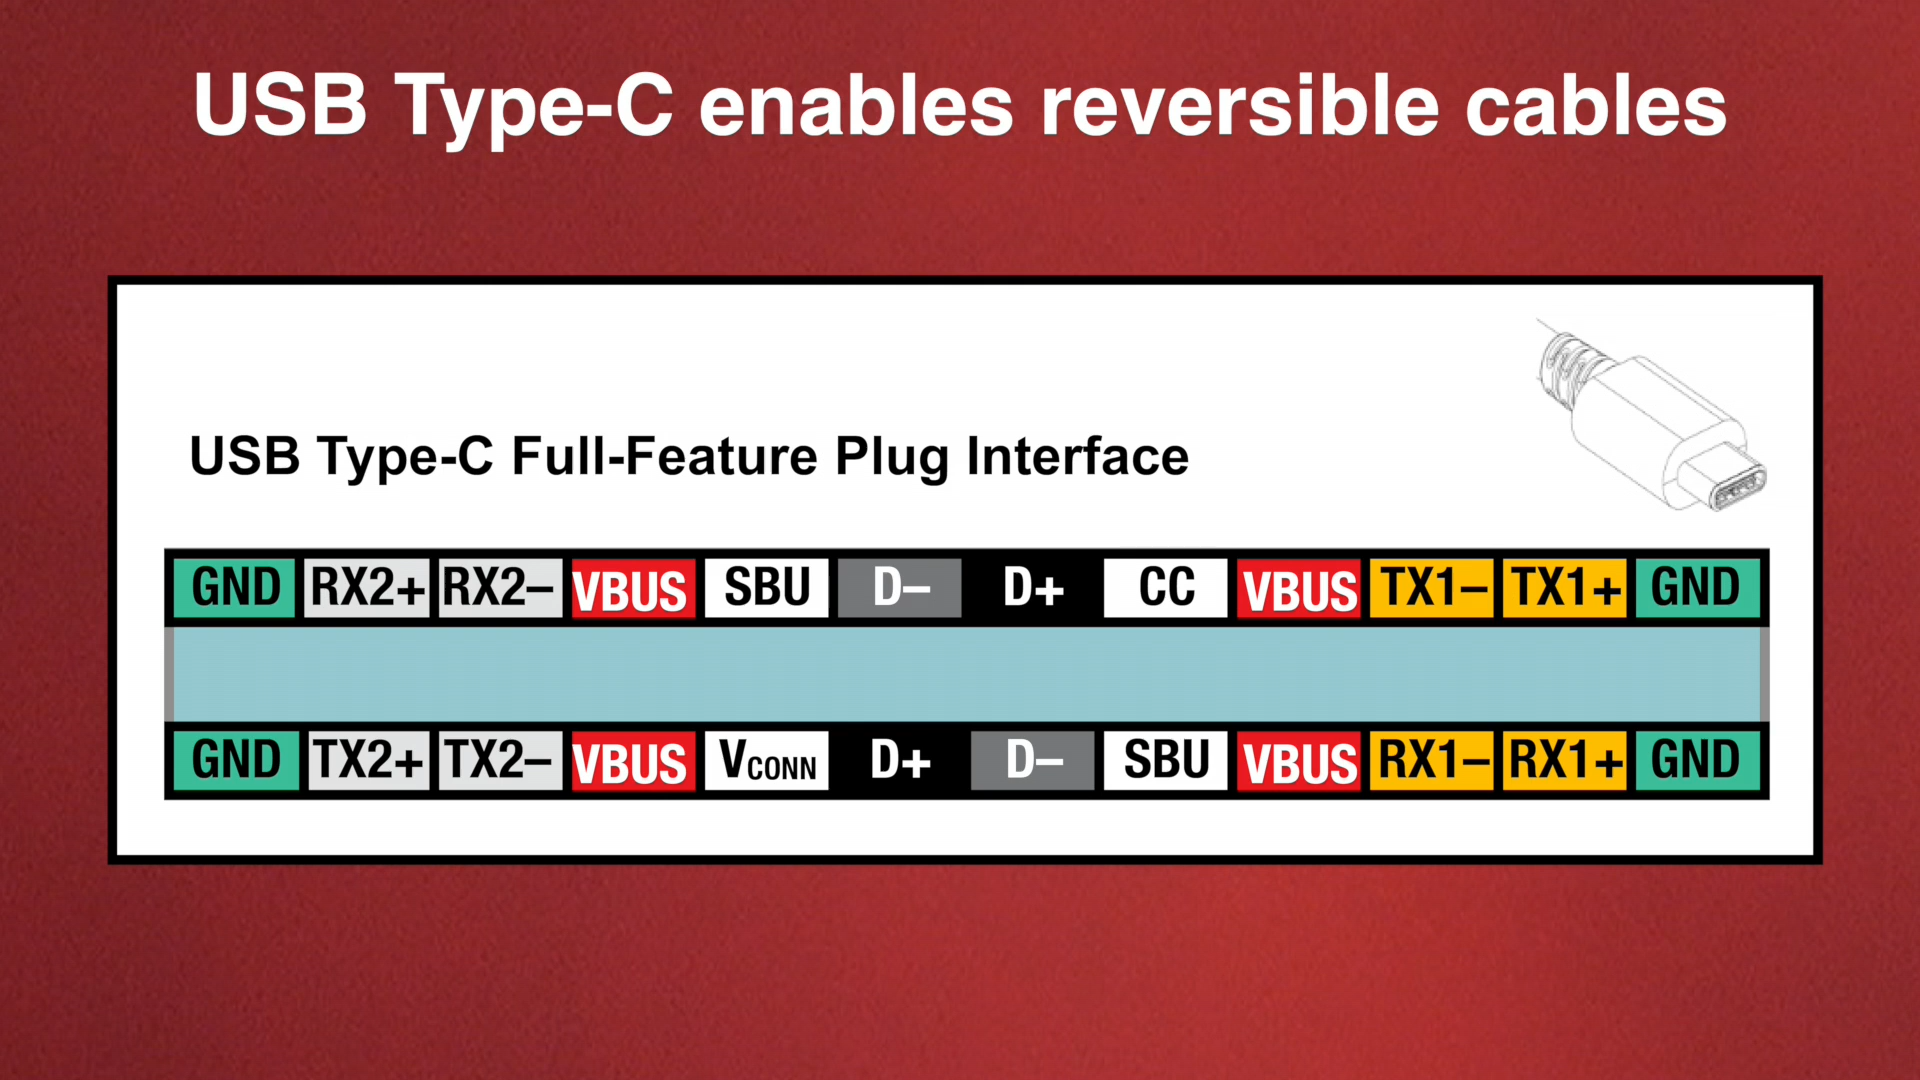 USB Type-C enables reversible cables
USB Type-C Full-Feature Plug Interface
GND RX2+ RX2– VBUS SBU D– D+ CC VBUS TX1– TX1+ GND
GND TX2+ TX2– VBUS VCONN D+ D– SBU VBUS RX1– RX1+ GND